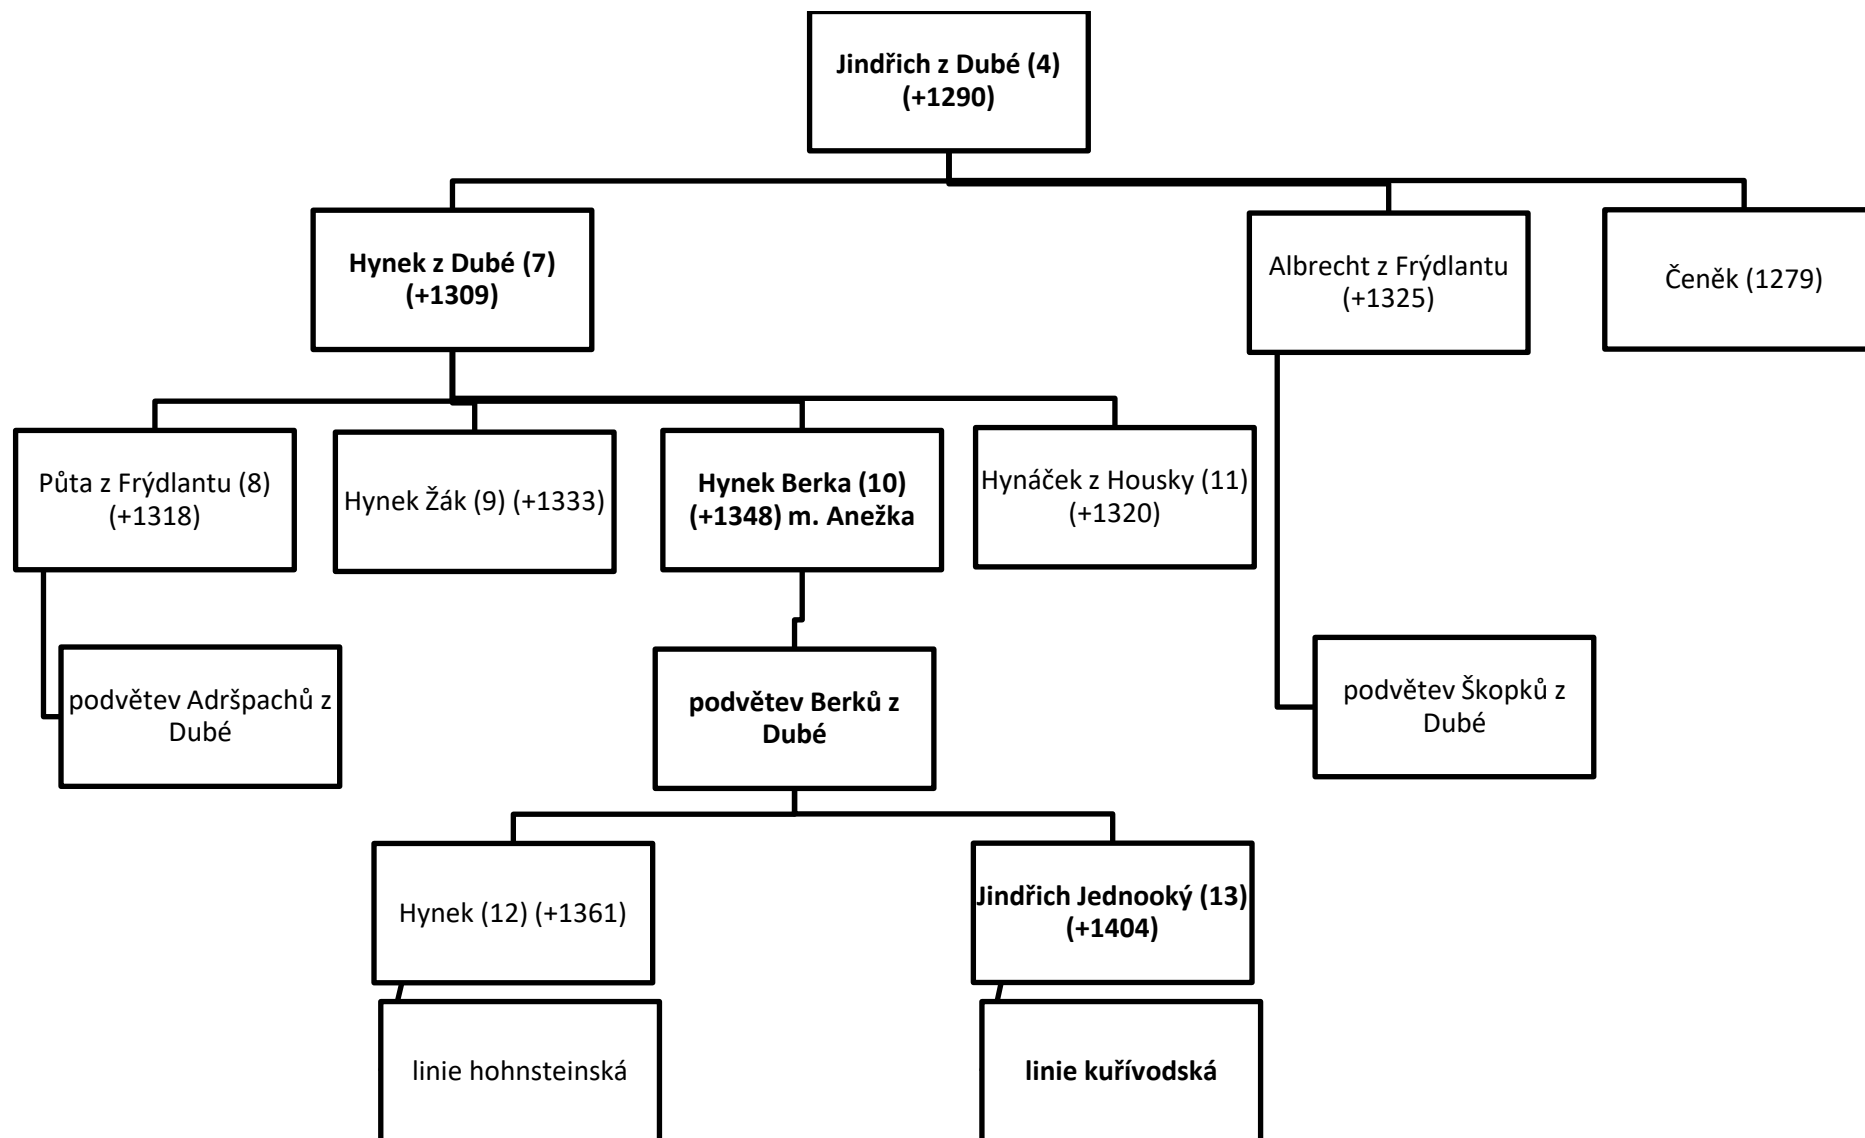 Jindřich z Dubé (4)
(+1290)
Hynek z Dubé (7)
(+1309)
Albrecht z Frýdlantu
(+1325)
Čeněk (1279)
Půta z Frýdlantu (8)
(+1318)
Hynek Žák (9) (+1333)
Hynek Berka (10)
(+1348) m. Anežka
Hynáček z Housky (11)
(+1320)
podvětev Adršpachů z
Dubé
podvětev Berků z
Dubé
podvětev Škopků z
Dubé
Hynek (12) (+1361)
Jindřich Jednooký (13)
(+1404)
linie hohnsteinská
linie kuřívodská